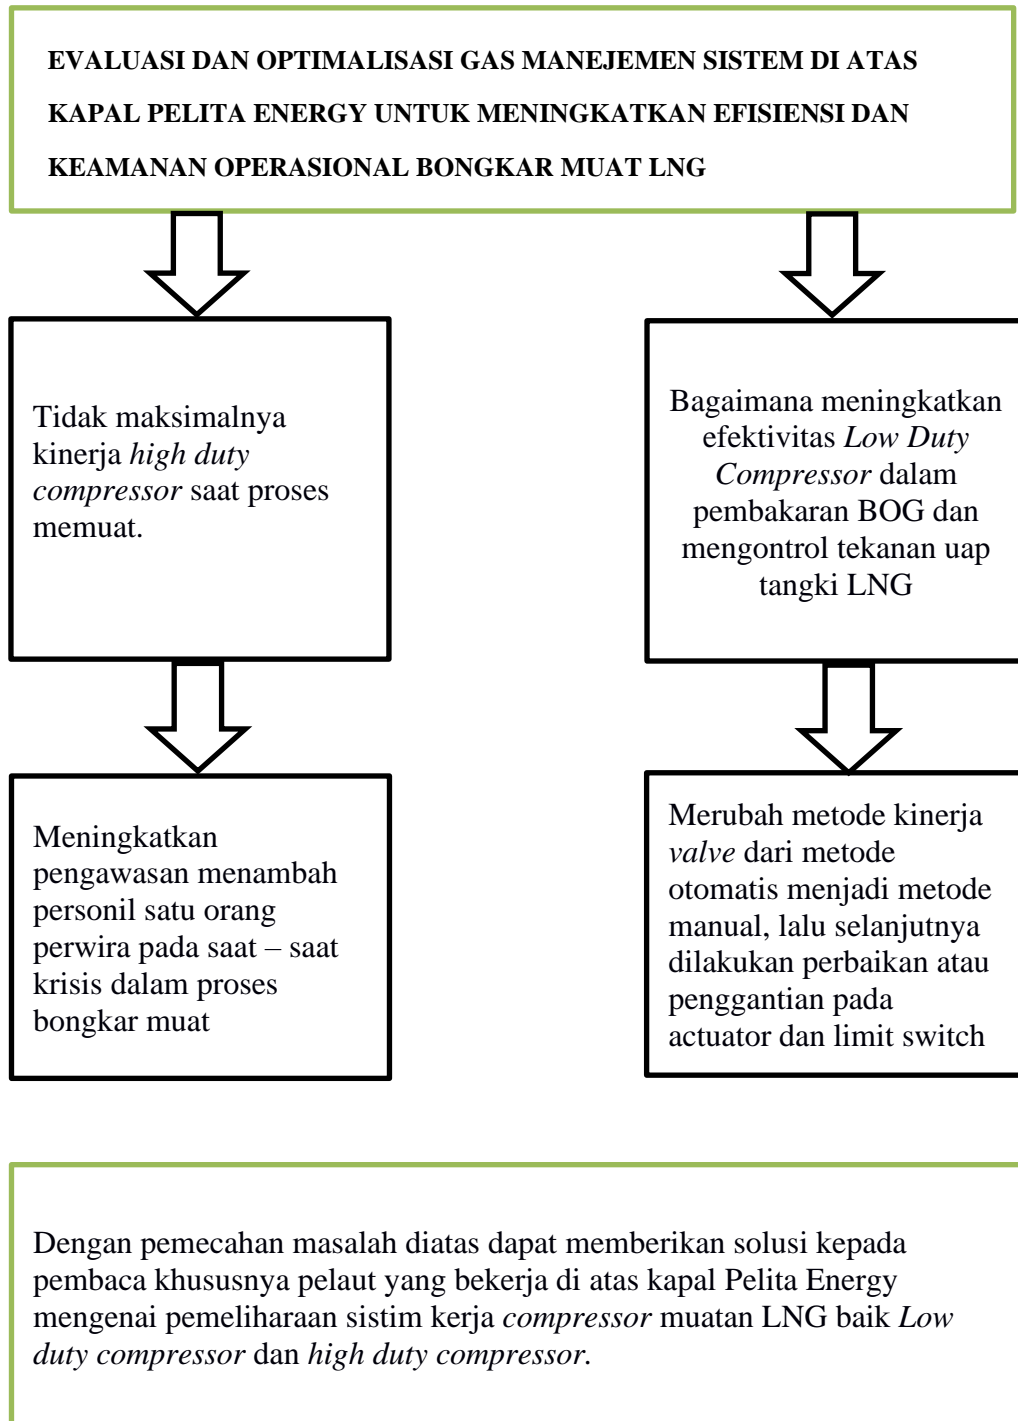 EVALUASI DAN OPTIMALISASI GAS MANEJEMEN SISTEM DI ATAS
KAPAL PELITA ENERGY UNTUK MENINGKATKAN EFISIENSI DAN
KEAMANAN OPERASIONAL BONGKAR MUAT LNG
Tidak maksimalnya
kinerja high duty
compressor saat proses
memuat.
Bagaimana meningkatkan
efektivitas Low Duty
Compressor dalam
pembakaran BOG dan
mengontrol tekanan uap
tangki LNG
Meningkatkan
pengawasan menambah
personil satu orang
perwira pada saat – saat
krisis dalam proses
bongkar muat
Merubah metode kinerja
valve dari metode
otomatis menjadi metode
manual, lalu selanjutnya
dilakukan perbaikan atau
penggantian pada
actuator dan limit switch
Dengan pemecahan masalah diatas dapat memberikan solusi kepada
pembaca khususnya pelaut yang bekerja di atas kapal Pelita Energy
mengenai pemeliharaan sistim kerja compressor muatan LNG baik Low
duty compressor dan high duty compressor.